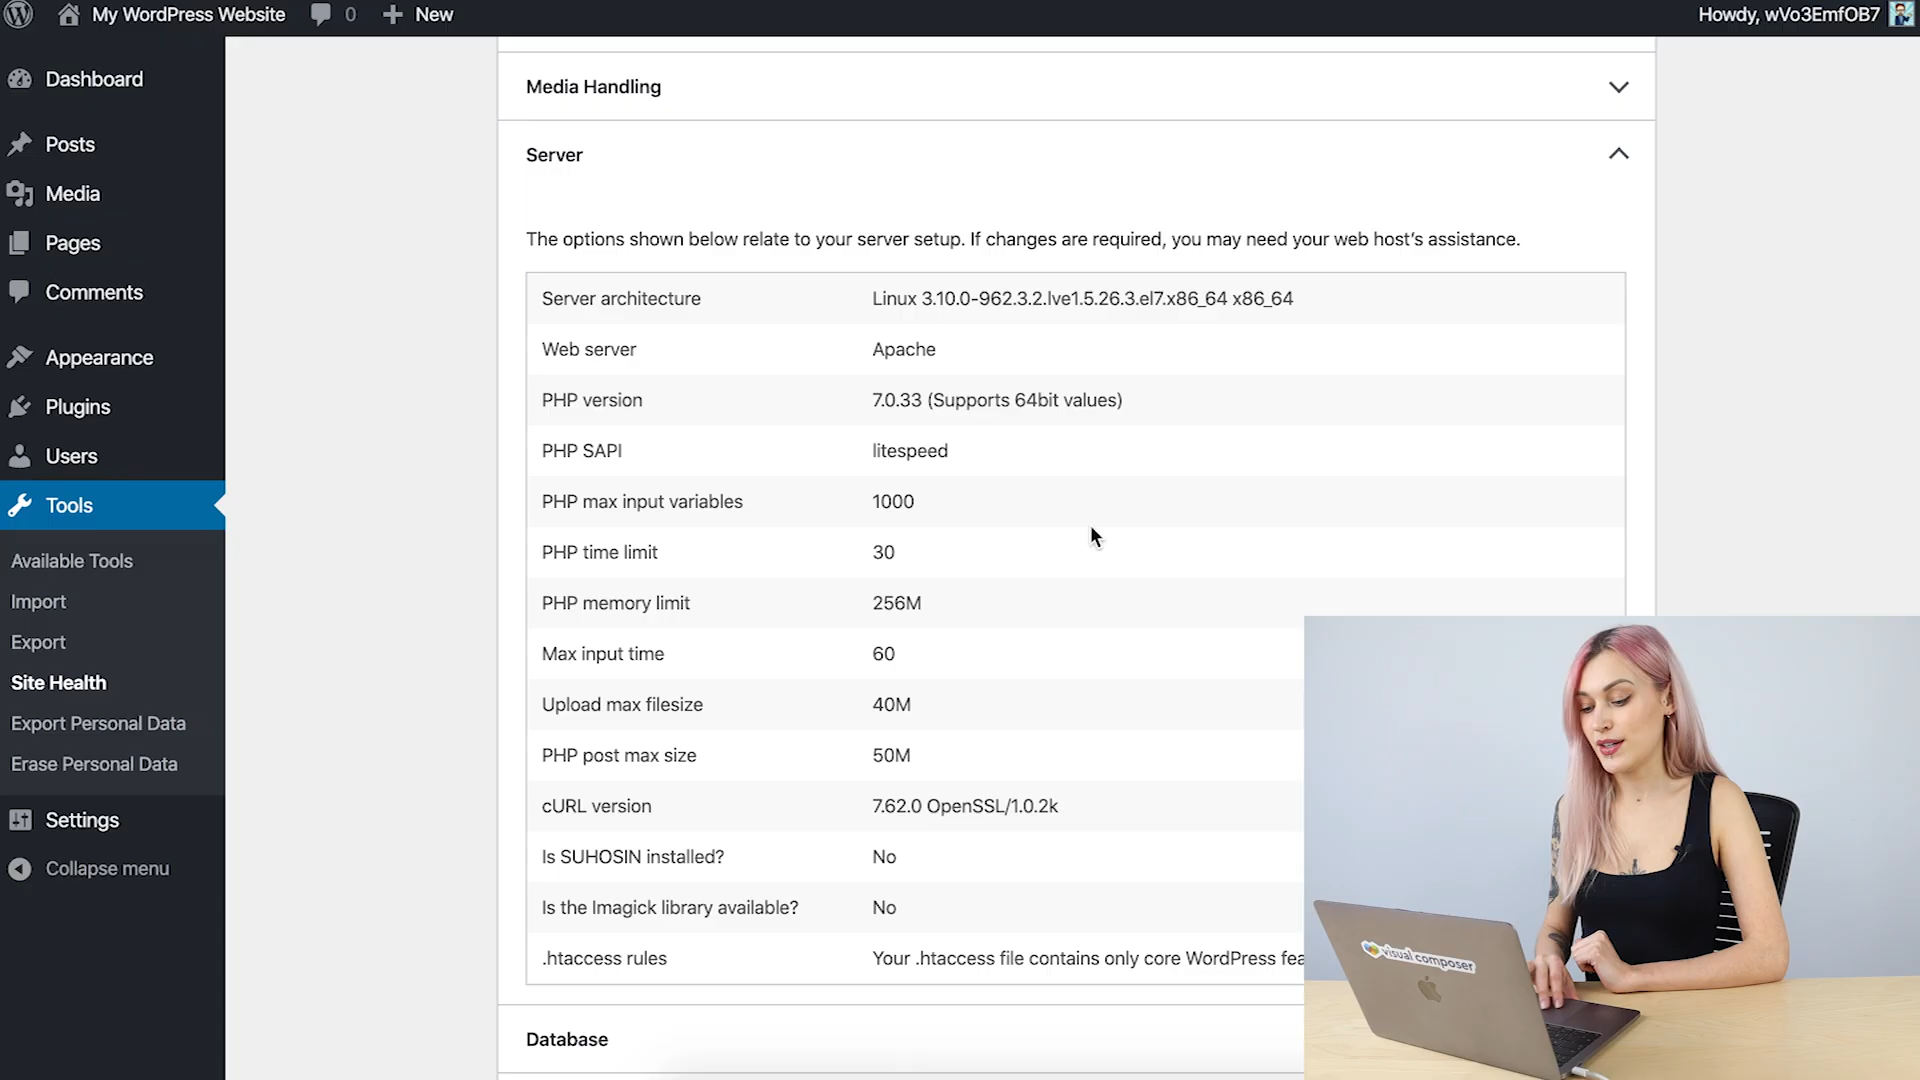 My WordPress Website
0
New
Howdy, wVo3EmfOB7
Dashboard
Posts
Media
Pages
Comments
Appearance
Plugins
Users
Tools
Available Tools
Import
Export
Site Health
Export Personal Data
Erase Personal Data
Settings
Collapse menu
Media Handling
Server
The options shown below relate to your server setup. If changes are required, you may need your web host’s assistance.
Server architecture Linux 3.10.0-962.3.2.lve1.5.26.3.el7.x86_64 x86_64
Web server Apache
PHP version 7.0.33 (Supports 64bit values)
PHP SAPI litespeed
PHP max input variables 1000
PHP time limit 30
PHP memory limit 256M
Max input time 60
Upload max filesize 40M
PHP post max size 50M
cURL version 7.62.0 OpenSSL/1.0.2k
Is SUHOSIN installed? No
Is the Imagick library available? No
.htaccess rules Your .htaccess file contains only core WordPress fea
Database
visual composer